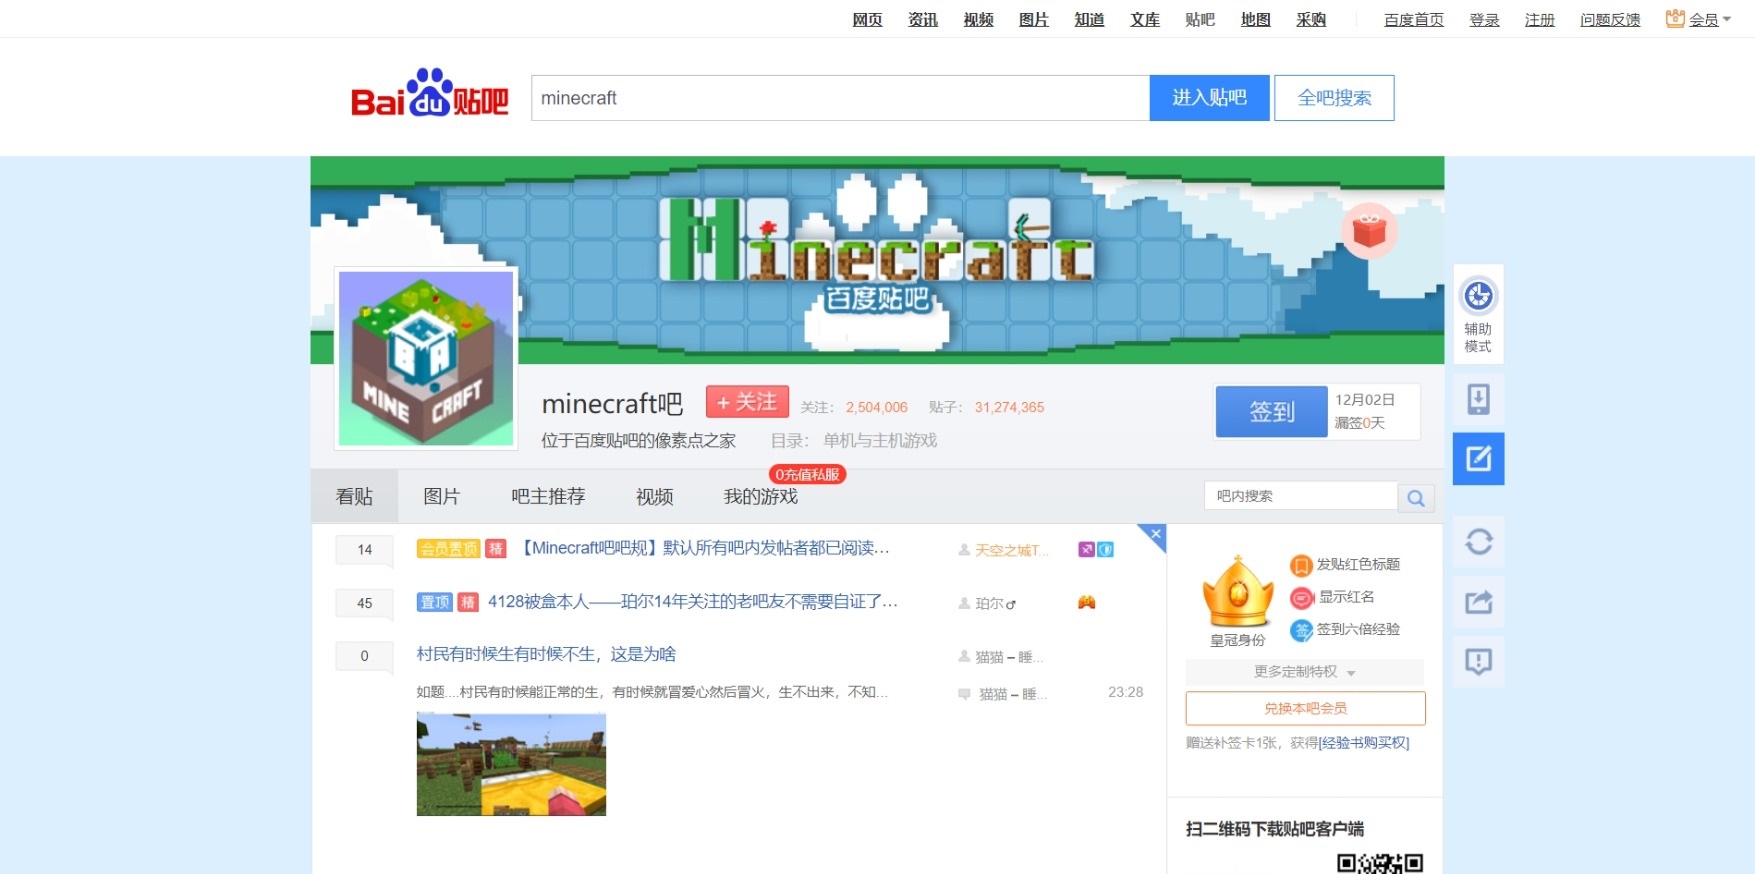 网页 资讯 视频 图片 知道 文库 贴吧 地图 采购 百度首页 登录 注册 问题反馈 会员
Bai du 贴吧
minecraft
进入贴吧
全吧搜索
Minecraft
百度贴吧
BA
MINE CRAFT
辅助
模式
minecraft吧
+ 关注
关注： 2,504,006 贴子： 31,274,365
位于百度贴吧的像素点之家 目录： 单机与主机游戏
签到
12月02日
漏签0天
0充值私服
看贴 图片 吧主推荐 视频 我的游戏
吧内搜索
14 会员置顶 精 【Minecraft吧吧规】默认所有吧内发帖者都已阅读... 天空之城T...
45 置顶 精 4128被盒本人——珀尔14年关注的老吧友不需要自证了... 珀尔♂
0 村民有时候生有时候不生，这是为啥 猫猫 – 睡...
如题....村民有时候能正常的生，有时候就冒爱心然后冒火，生不出来，不知... 猫猫 – 睡... 23:28
皇冠身份
发贴红色标题
显示红名
签 签到六倍经验
更多定制特权
兑换本吧会员
赠送补签卡1张，获得[经验书购买权]
扫二维码下载贴吧客户端